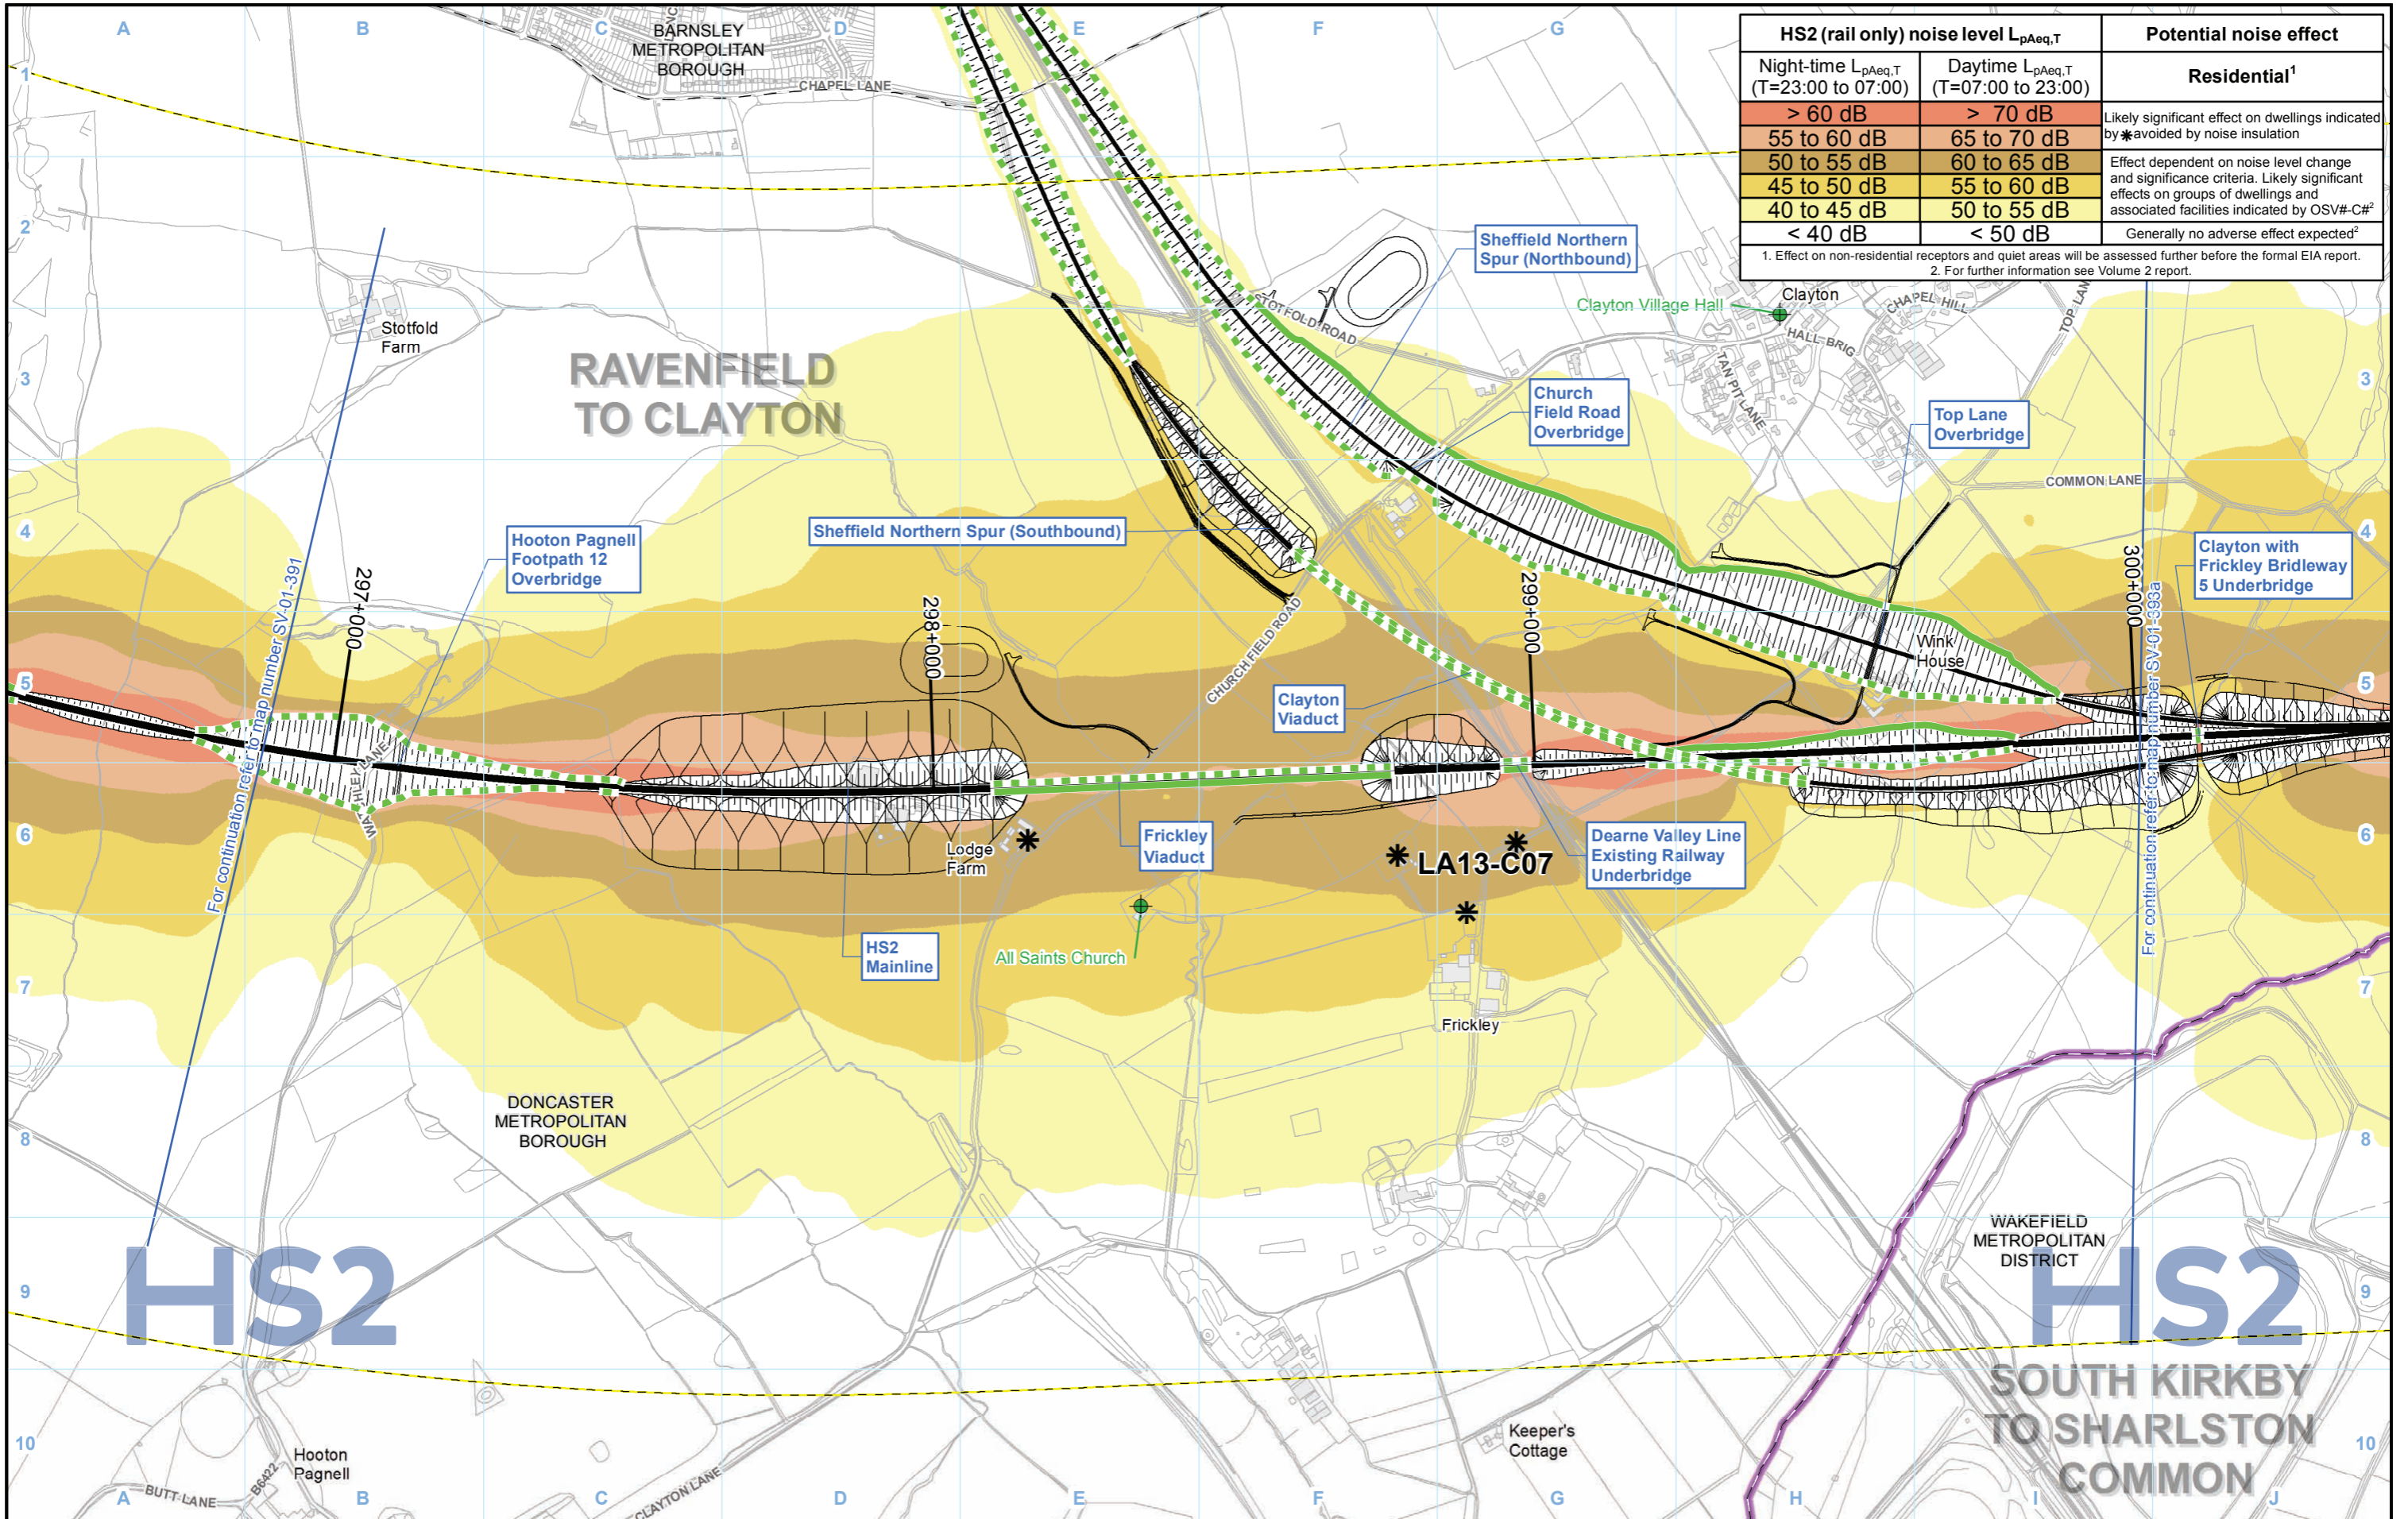 A
B
C
D
E
F
G
BARNSLEY
METROPOLITAN
BOROUGH
CHAPEL LANE
HS2 (rail only) noise level LpAeq,T
Potential noise effect
Night-time LpAeq,T
(T=23:00 to 07:00)
Daytime LpAeq,T
(T=07:00 to 23:00)
Residential¹
> 60 dB
> 70 dB
Likely significant effect on dwellings indicated
by ✱ avoided by noise insulation
55 to 60 dB
65 to 70 dB
50 to 55 dB
60 to 65 dB
Effect dependent on noise level change
and significance criteria. Likely significant
effects on groups of dwellings and
associated facilities indicated by OSV#-C#²
45 to 50 dB
55 to 60 dB
40 to 45 dB
50 to 55 dB
< 40 dB
< 50 dB
Generally no adverse effect expected²
1. Effect on non-residential receptors and quiet areas will be assessed further before the formal EIA report.
2. For further information see Volume 2 report.
1
2
3
4
5
6
7
8
9
10
3
4
5
6
7
8
9
10
Sheffield Northern
Spur (Northbound)
Clayton Village Hall
Clayton
CHAPEL HILL
TOP LANE
HALL BRIG
TAN PIT LANE
STOTFOLD ROAD
Stotfold
Farm
RAVENFIELD
TO CLAYTON
Church
Field Road
Overbridge
Top Lane
Overbridge
COMMON LANE
Hooton Pagnell
Footpath 12
Overbridge
Sheffield Northern Spur (Southbound)
Clayton with
Frickley Bridleway
5 Underbridge
For continuation refer to map number SV-01-391
297+000
298+000
299+000
300+000
For continuation refer to map number SV-01-393a
CHURCH FIELD ROAD
Wink
House
Clayton
Viaduct
WATCHLEY LANE
Lodge
Farm
Frickley
Viaduct
LA13-C07
Dearne Valley Line
Existing Railway
Underbridge
HS2
Mainline
All Saints Church
Frickley
DONCASTER
METROPOLITAN
BOROUGH
WAKEFIELD
METROPOLITAN
DISTRICT
HS2
HS2
SOUTH KIRKBY
TO SHARLSTON
COMMON
Keeper's
Cottage
Hooton
Pagnell
B6422
BUTT LANE
CLAYTON LANE
A
B
C
D
E
F
G
H
I
J